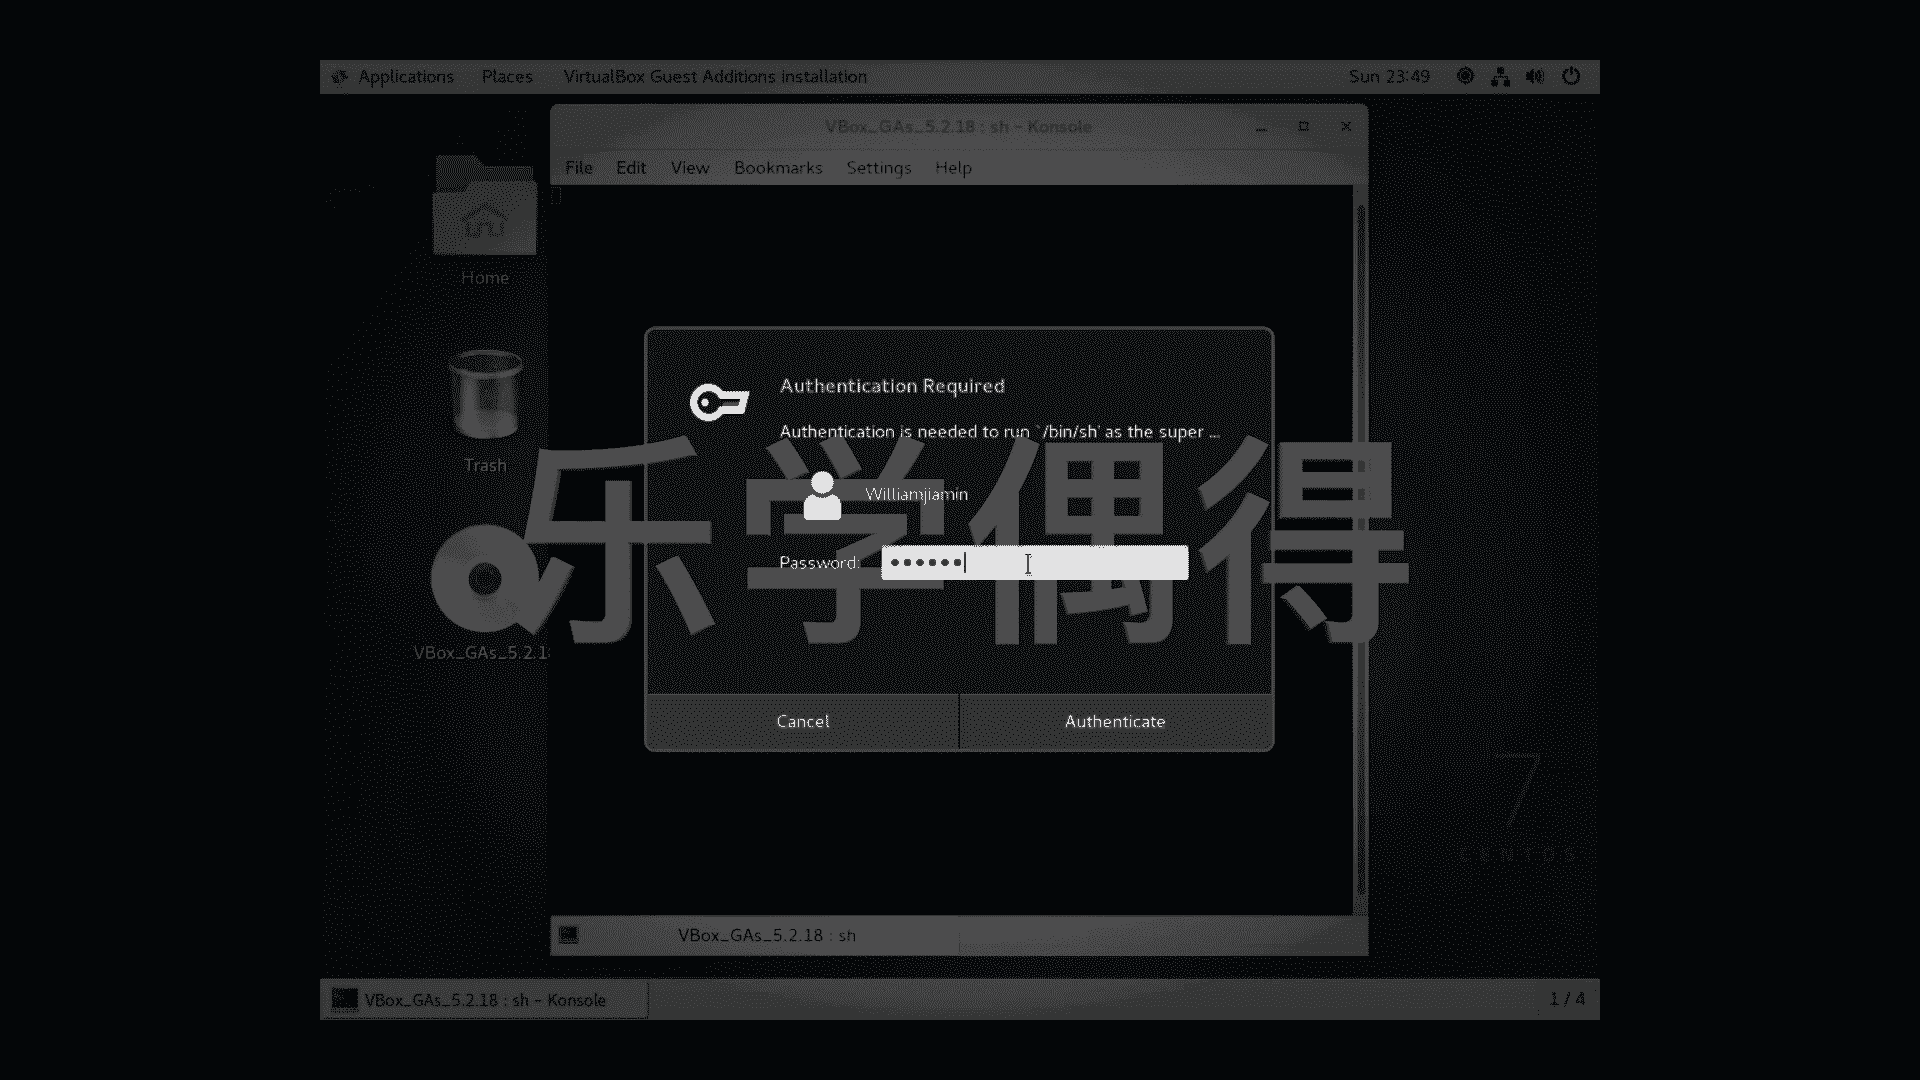 Applications Places VirtualBox Guest Additions installation Sun 23:49
VBox_GAs_5.2.18 : sh – Konsole
File Edit View Bookmarks Settings Help
Home
Authentication Required
Authentication is needed to run `/bin/sh' as the super ...
Trash
乐学偶得
Williamjiamin
Password:
VBox_GAs_5.2.1
Cancel Authenticate
7
CENTOS
VBox_GAs_5.2.18 : sh
VBox_GAs_5.2.18 : sh – Konsole 1 / 4